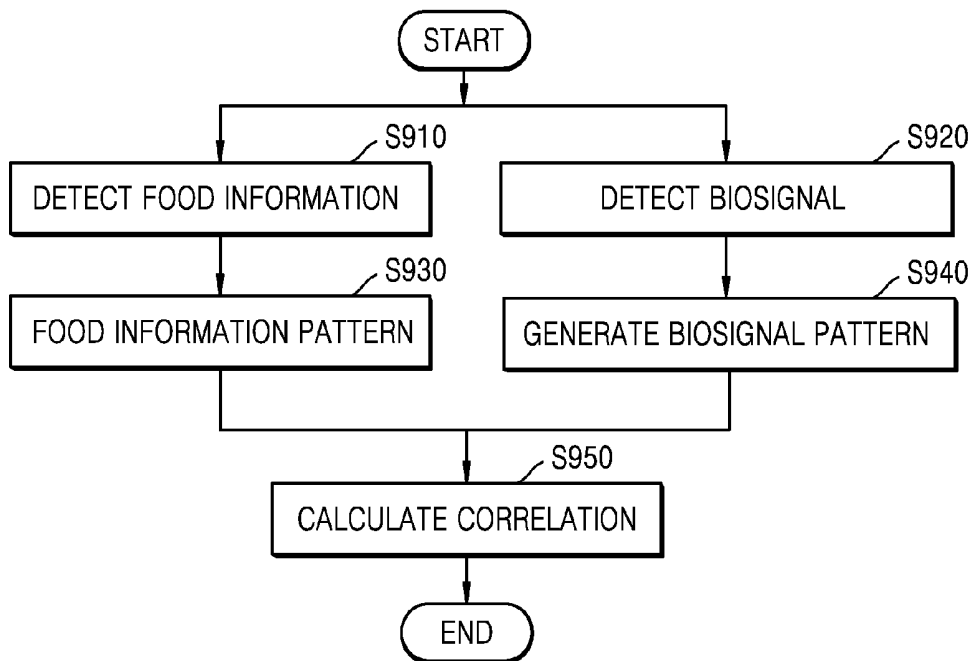 START
S910
DETECT FOOD INFORMATION
S920
DETECT BIOSIGNAL
S930
FOOD INFORMATION PATTERN
S940
GENERATE BIOSIGNAL PATTERN
S950
CALCULATE CORRELATION
END